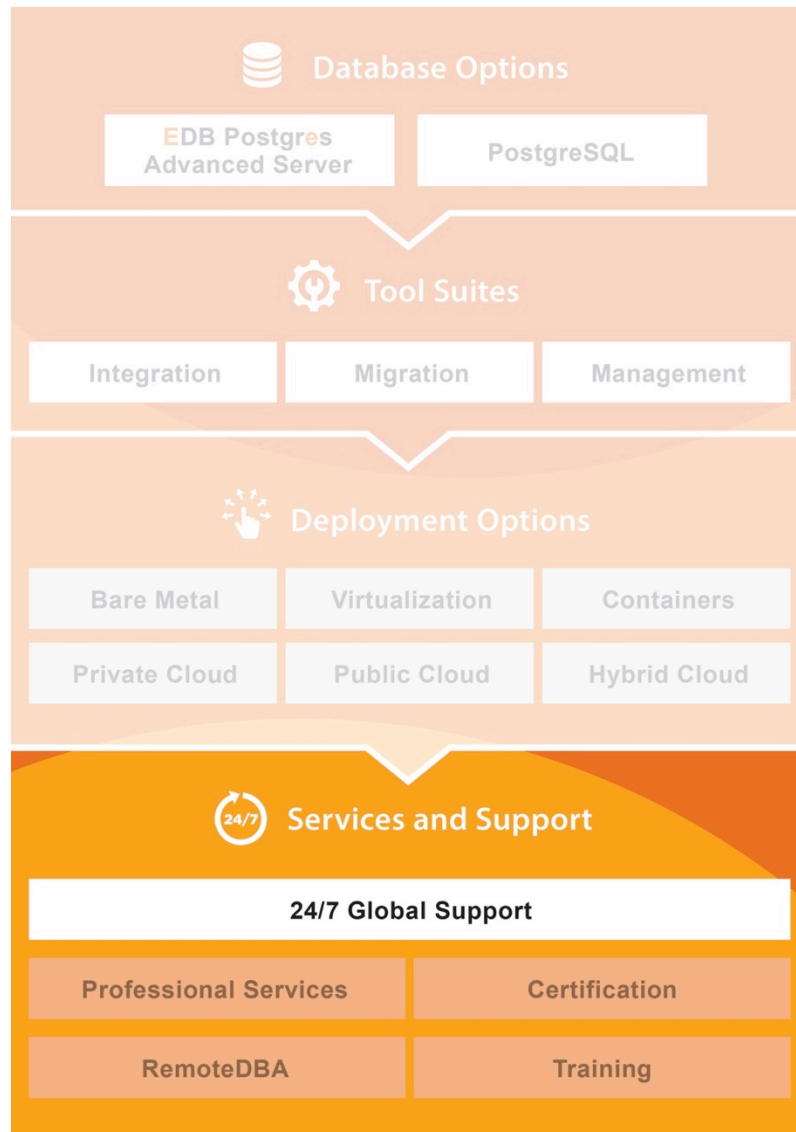 Database Options
EDB Postgres
Advanced Server
PostgreSQL
Tool Suites
Integration
Migration
Management
Deployment Options
Bare Metal
Virtualization
Containers
Private Cloud
Public Cloud
Hybrid Cloud
24/7
Services and Support
24/7 Global Support
Professional Services
Certification
RemoteDBA
Training